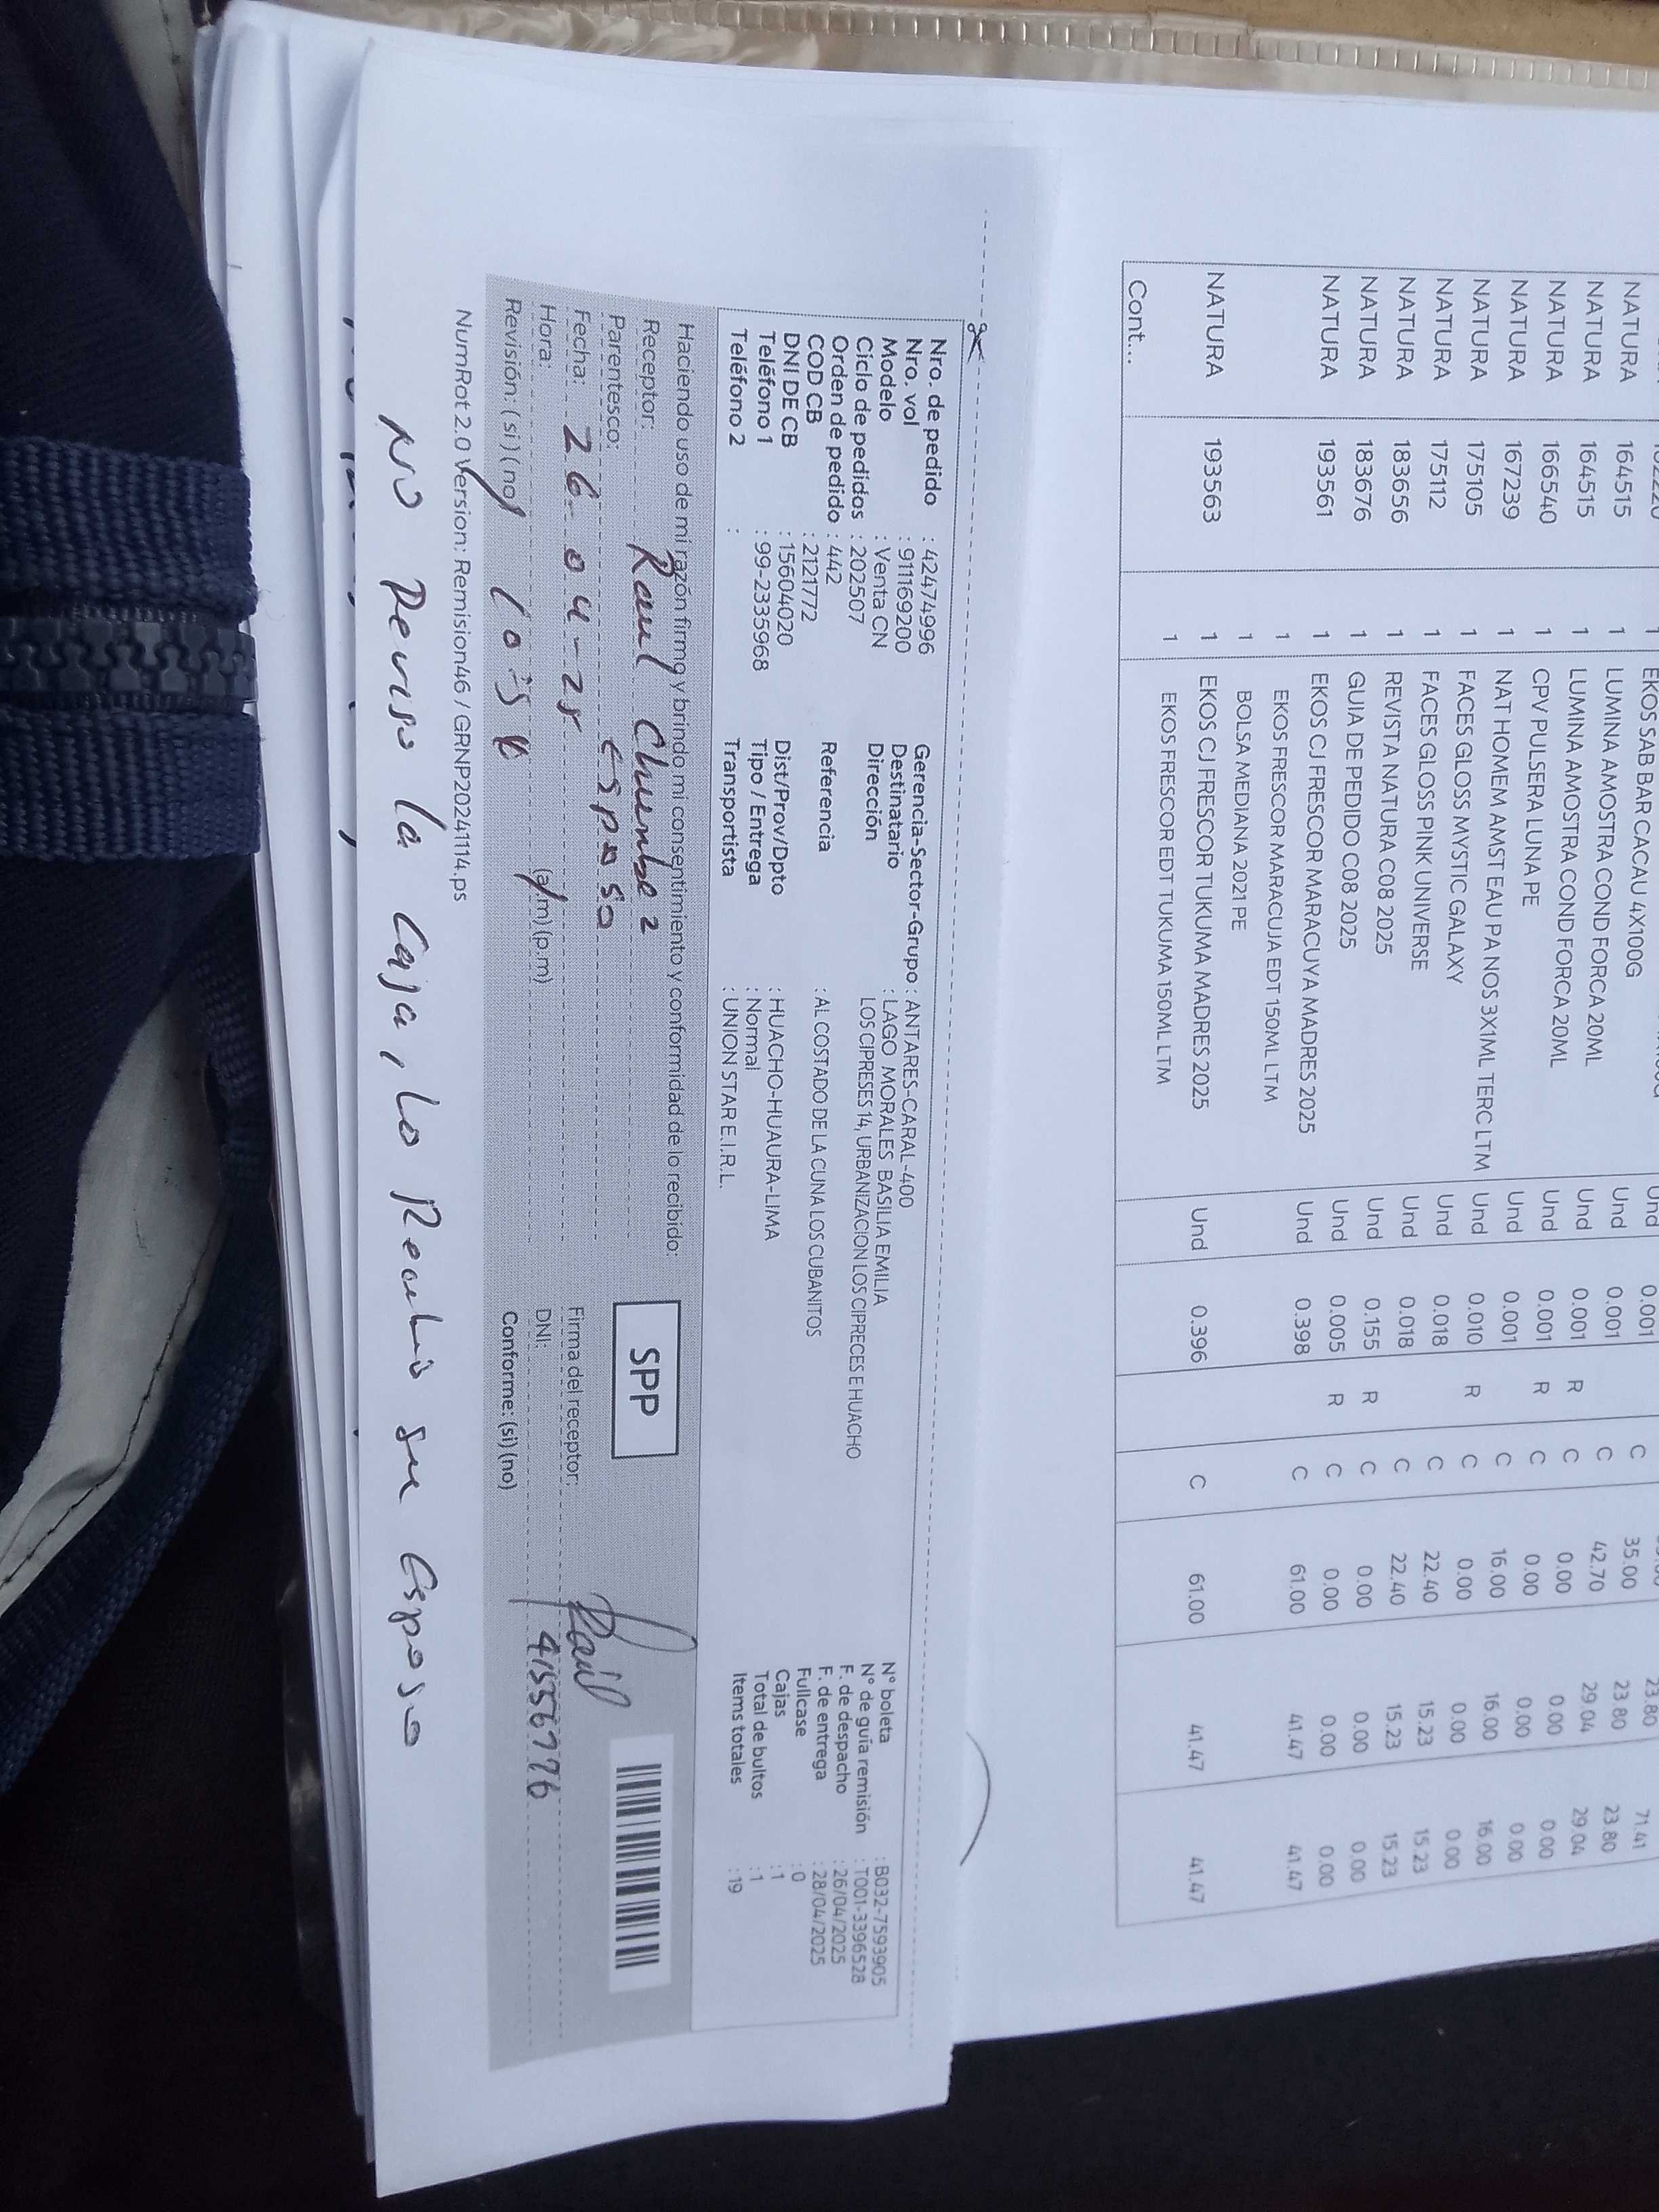 EKOS SAB BAR CACAU 4X100G Und 0.001 C 23.80 71.41
NATURA 164515 1 LUMINA AMOSTRA COND FORCA 20ML Und 0.001 C 35.00 23.80 23.80
NATURA 164515 1 LUMINA AMOSTRA COND FORCA 20ML Und 0.001 R C 42.70 29.04 29.04
NATURA 166540 1 CPV PULSERA LUNA PE Und 0.001 R C 0.00 0.00 0.00
NATURA 167239 1 NAT HOMEM AMST EAU PA NOS 3X1ML TERC LTM Und 0.001 C 0.00 0.00 0.00
NATURA 175105 1 FACES GLOSS MYSTIC GALAXY Und 0.010 R C 16.00 16.00 16.00
NATURA 175112 1 FACES GLOSS PINK UNIVERSE Und 0.018 C 0.00 0.00 0.00
NATURA 183656 1 REVISTA NATURA C08 2025 Und 0.018 C 22.40 15.23 15.23
NATURA 183676 1 GUIA DE PEDIDO C08 2025 Und 0.155 R C 22.40 15.23 15.23
NATURA 193561 1 EKOS CJ FRESCOR MARACUYA MADRES 2025 Und 0.005 R C 0.00 0.00 0.00
1 EKOS FRESCOR MARACUJA EDT 150ML LTM Und 0.398 C 0.00 0.00 0.00
1 BOLSA MEDIANA 2021 PE 61.00 41.47 41.47
NATURA 193563 1 EKOS CJ FRESCOR TUKUMA MADRES 2025 Und 0.396 C 61.00 41.47 41.47
1 EKOS FRESCOR EDT TUKUMA 150ML LTM
Cont...
Nro. de pedido : 42474996 Gerencia-Sector-Grupo : ANTARES-CARAL-400 N° boleta : B032-7593905
Nro. vol : 91169200 Destinatario : LAGO MORALES BASILIA EMILIA N° de guía remisión : T001-3396528
Modelo : Venta CN Dirección LOS CIPRESES 14, URBANIZACION LOS CIPRECES E HUACHO F. de despacho : 26/04/2025
Ciclo de pedidos : 202507 F. de entrega : 28/04/2025
Orden de pedido : 442 Referencia : AL COSTADO DE LA CUNA LOS CUBANITOS Fullcase : 0
COD CB : 2121772 Cajas : 1
DNI DE CB : 15604020 Dist/Prov/Dpto : HUACHO-HUAURA-LIMA Total de bultos : 1
Teléfono 1 : 99-2335968 Tipo / Entrega : Normal Items totales : 19
Teléfono 2 : Transportista : UNION STAR E.I.R.L.
Haciendo uso de mi razón firmo y brindo mi consentimiento y conformidad de lo recibido:
Receptor: Raul Chumbe 2 SPP
Parentesco: Esposo
Fecha: 26-04-25 Firma del receptor: Raul
Hora: 10:58 (a.m) (p.m) DNI: 41556776
Revisión: (si) (no) Conforme: (si) (no)
NumRot 2.0 Version: Remision46 / GRNP20241114.ps
No Reviso la Caja, lo Recibio su Esposo